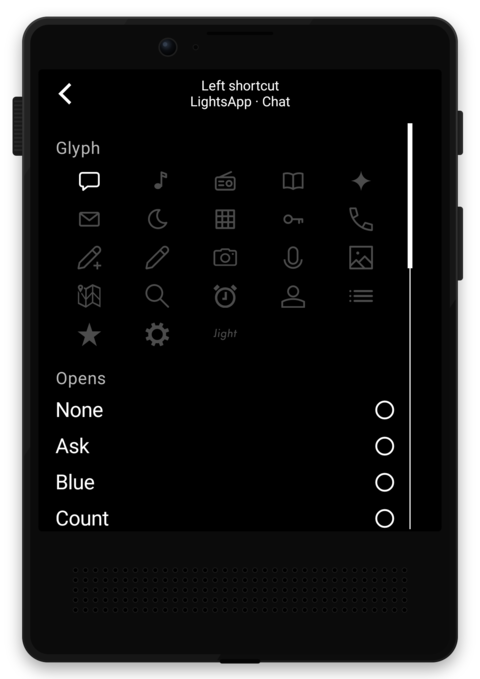 Left shortcut
LightsApp · Chat
Glyph
light
Opens
None
Ask
Blue
Count